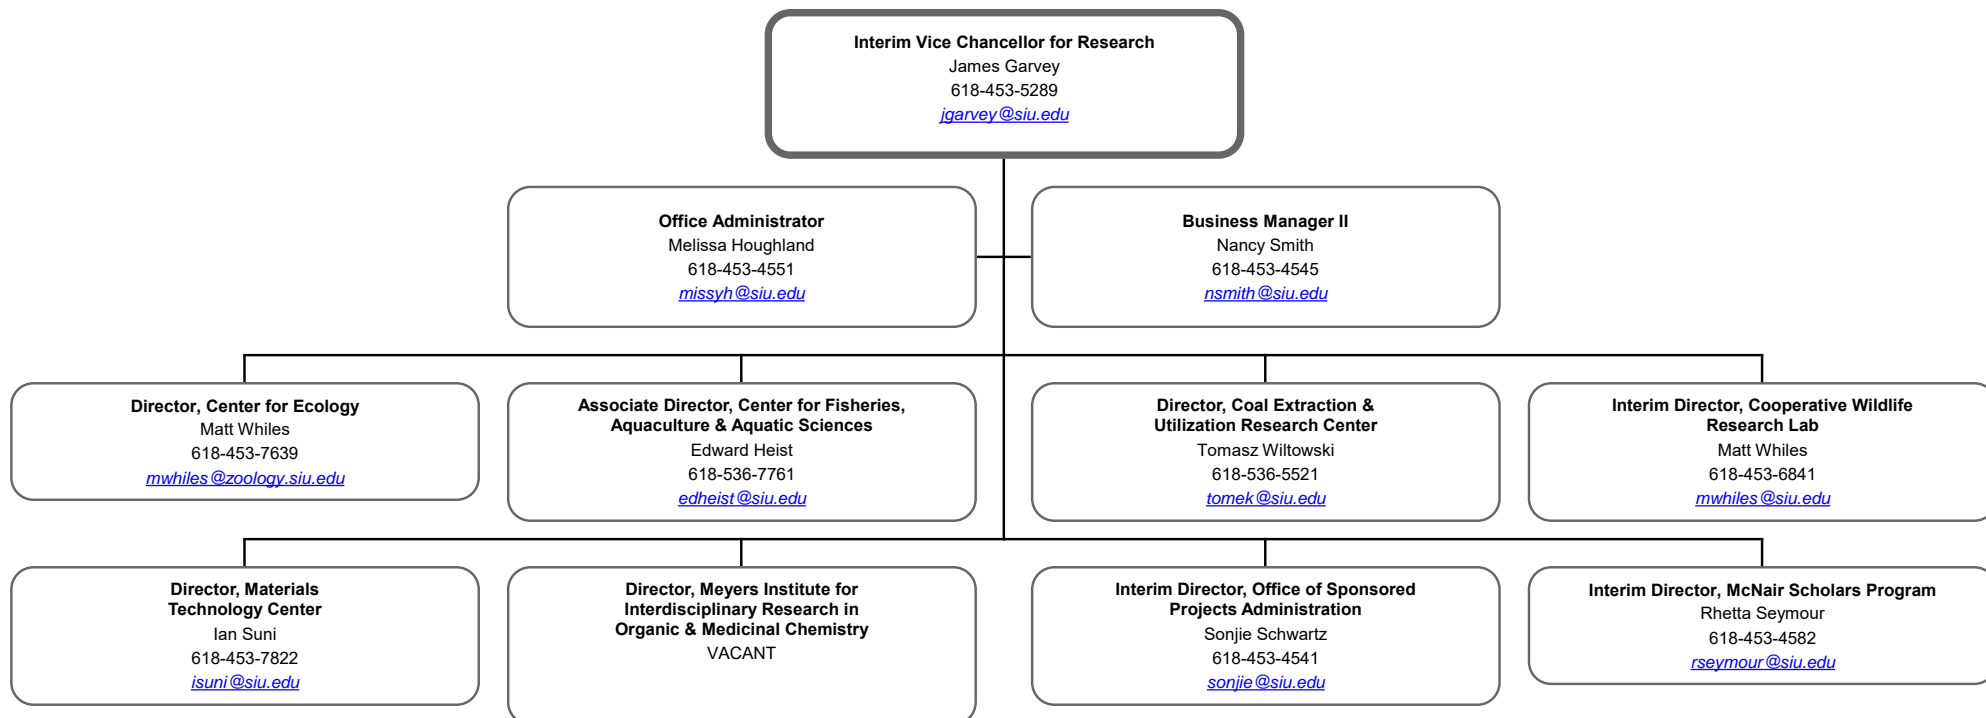 Interim Vice Chancellor for Research
James Garvey
618-453-5289
jgarvey@siu.edu
Office Administrator
Melissa Houghland
618-453-4551
missyh@siu.edu
Business Manager II
Nancy Smith
618-453-4545
nsmith@siu.edu
Director, Center for Ecology
Matt Whiles
618-453-7639
mwhiles@zoology.siu.edu
Associate Director, Center for Fisheries,
Aquaculture & Aquatic Sciences
Edward Heist
618-536-7761
edheist@siu.edu
Director, Coal Extraction &
Utilization Research Center
Tomasz Wiltowski
618-536-5521
tomek@siu.edu
Interim Director, Cooperative Wildlife
Research Lab
Matt Whiles
618-453-6841
mwhiles@siu.edu
Director, Materials
Technology Center
Ian Suni
618-453-7822
isuni@siu.edu
Director, Meyers Institute for
Interdisciplinary Research in
Organic & Medicinal Chemistry
VACANT
Interim Director, Office of Sponsored
Projects Administration
Sonjie Schwartz
618-453-4541
sonjie@siu.edu
Interim Director, McNair Scholars Program
Rhetta Seymour
618-453-4582
rseymour@siu.edu